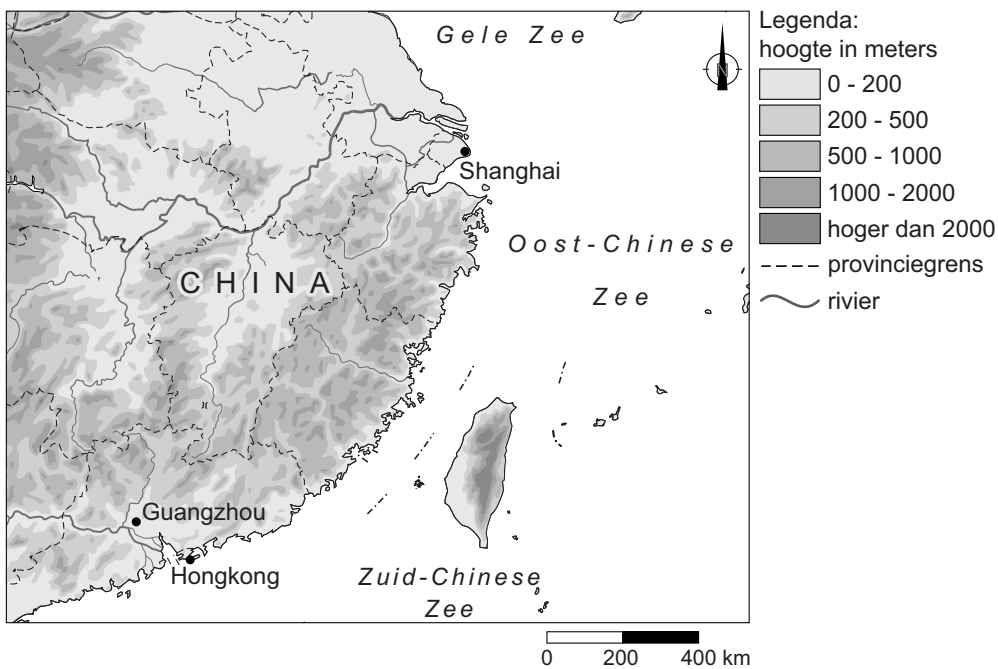 Gele Zee
N
Shanghai
Oost-Chinese
Zee
CHINA
Guangzhou
Hongkong
Zuid-Chinese
Zee
Legenda:
hoogte in meters
0 - 200
200 - 500
500 - 1000
1000 - 2000
hoger dan 2000
provinciegrens
rivier
0 200 400 km